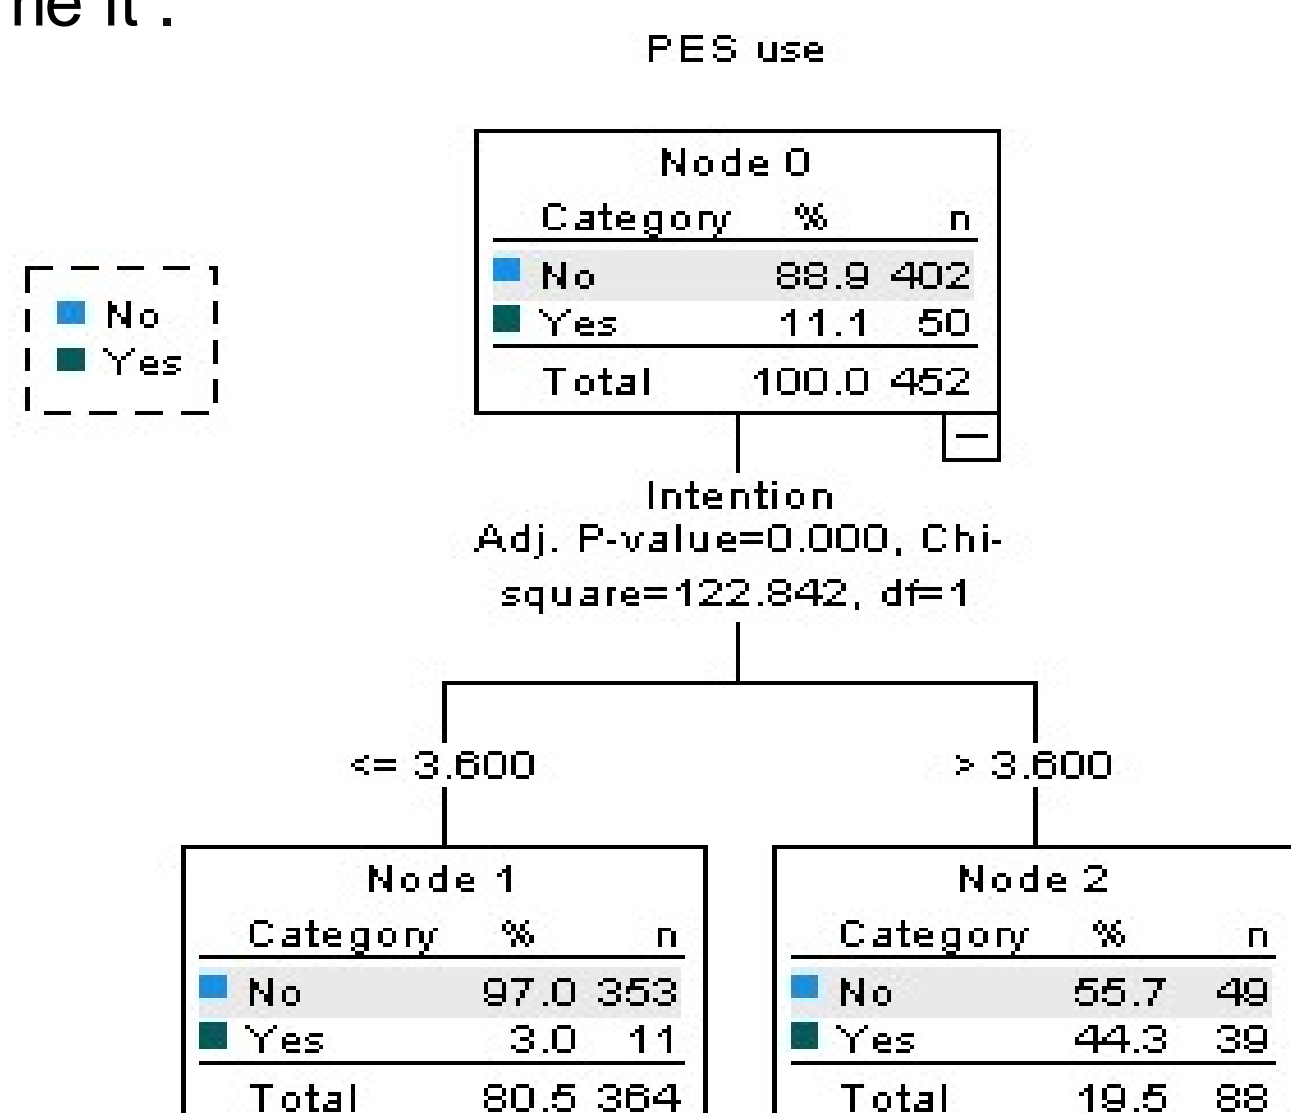 ne it .
PES use
Node 0
Category % n
No 88.9 402
Yes 11.1 50
Total 100.0 452
No
Yes
Intention
Adj. P-value=0.000, Chi-
square=122.842, df=1
<= 3.600
> 3.600
Node 1
Category % n
No 97.0 353
Yes 3.0 11
Total 80.5 364
Node 2
Category % n
No 55.7 49
Yes 44.3 39
Total 19.5 88